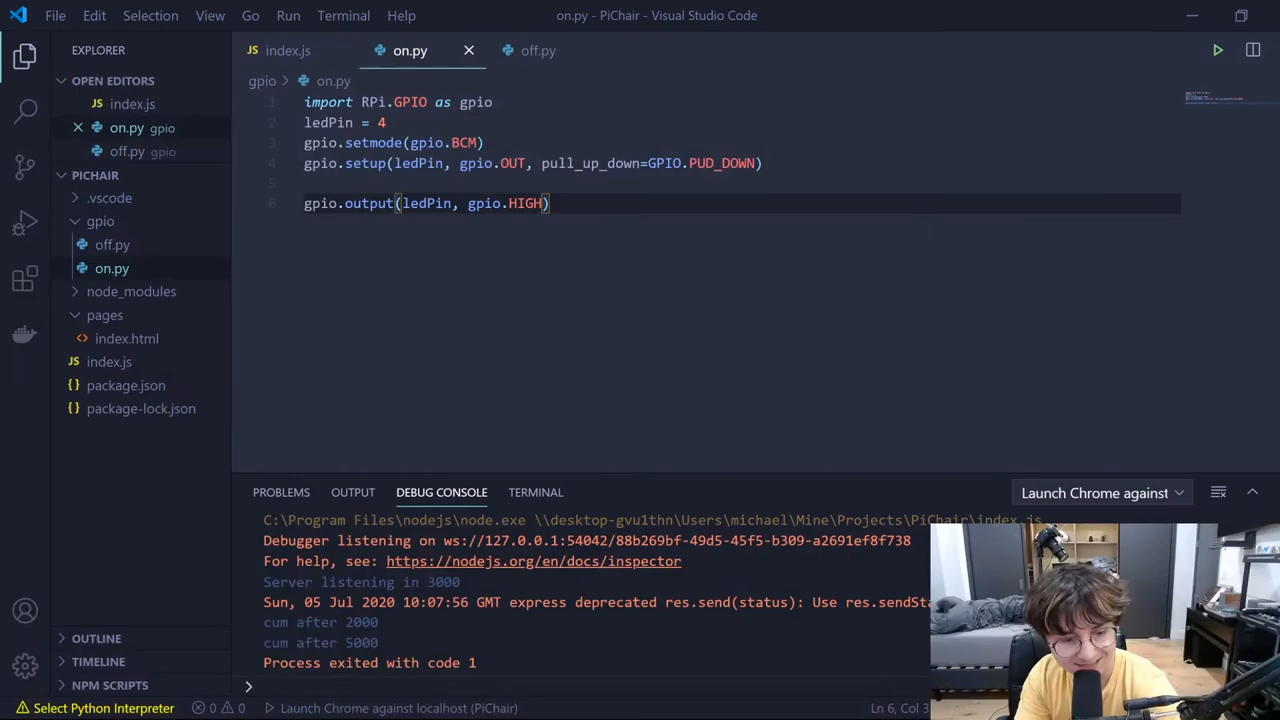 File Edit Selection View Go Run Terminal Help on.py - PiChair - Visual Studio Code
EXPLORER
OPEN EDITORS
index.js
on.py gpio
off.py gpio
PICHAIR
.vscode
gpio
off.py
on.py
node_modules
pages
index.html
index.js
package.json
package-lock.json
OUTLINE
TIMELINE
NPM SCRIPTS
index.js on.py off.py
gpio > on.py
1 import RPi.GPIO as gpio
2 ledPin = 4
3 gpio.setmode(gpio.BCM)
4 gpio.setup(ledPin, gpio.OUT, pull_up_down=GPIO.PUD_DOWN)
5
6 gpio.output(ledPin, gpio.HIGH)
PROBLEMS OUTPUT DEBUG CONSOLE TERMINAL Launch Chrome against
C:\Program Files\nodejs\node.exe \\desktop-gvu1thn\Users\michael\Mine\Projects\PiChair\index.js
Debugger listening on ws://127.0.0.1:54042/88b269bf-49d5-45f5-b309-a2691ef8f738
For help, see: https://nodejs.org/en/docs/inspector
Server listening in 3000
Sun, 05 Jul 2020 10:07:56 GMT express deprecated res.send(status): Use res.sendSta
cum after 2000
cum after 5000
Process exited with code 1
Select Python Interpreter 0 0 Launch Chrome against localhost (PiChair) Ln 6, Col 3